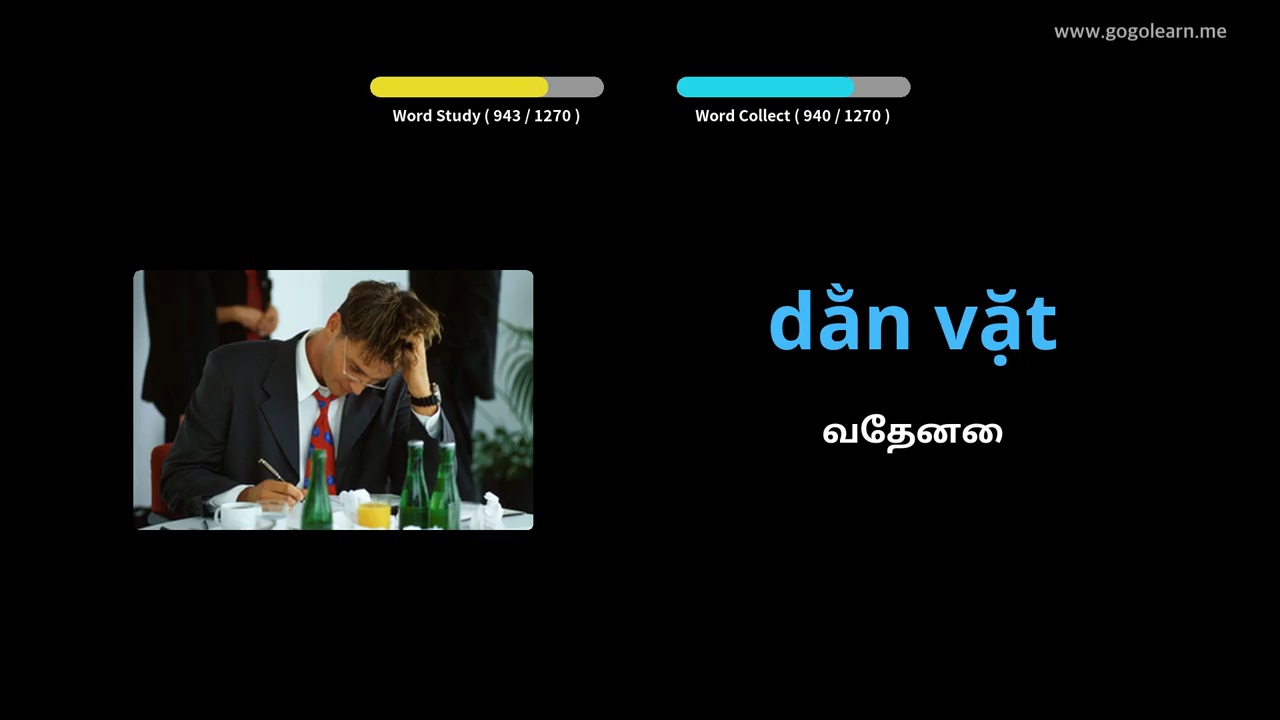 www.gogolearn.me
Word Study ( 943 / 1270 )
Word Collect ( 940 / 1270 )
dằn vặt
வதேனை